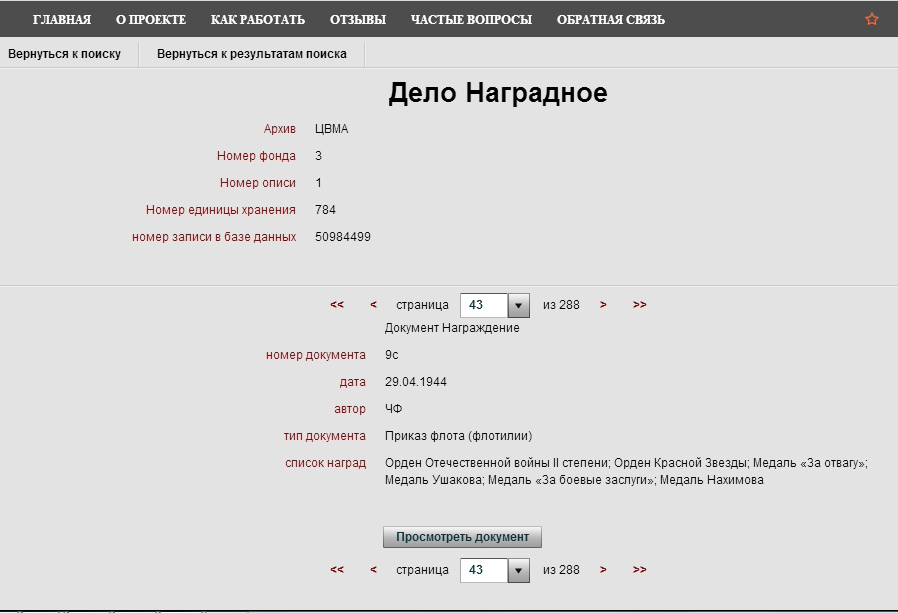 ГЛАВНАЯ О ПРОЕКТЕ КАК РАБОТАТЬ ОТЗЫВЫ ЧАСТЫЕ ВОПРОСЫ ОБРАТНАЯ СВЯЗЬ
Вернуться к поиску Вернуться к результатам поиска
Дело Наградное
Архив ЦВМА
Номер фонда 3
Номер описи 1
Номер единицы хранения 784
номер записи в базе данных 50984499
<< < страница 43 из 288 > >>
Документ Награждение
номер документа 9с
дата 29.04.1944
автор ЧФ
тип документа Приказ флота (флотилии)
список наград Орден Отечественной войны II степени; Орден Красной Звезды; Медаль «За отвагу»;
Медаль Ушакова; Медаль «За боевые заслуги»; Медаль Нахимова
Просмотреть документ
<< < страница 43 из 288 > >>